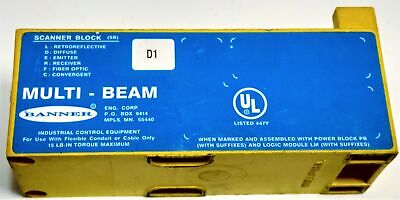 SCANNER BLOCK (SB)
L : RETROREFLECTIVE
D : DIFFUSE
E : EMITTER
R : RECEIVER
F : FIBER OPTIC
C : CONVERGENT
D1
MULTI - BEAM
BANNER
ENG. CORP.
P.O. BOX 9414
MPLS, MN. 55440
INDUSTRIAL CONTROL EQUIPMENT
For Use With Flexible Conduit or Cable Only
15 LB-IN TORQUE MAXIMUM
UL
LISTED 447Y
WHEN MARKED AND ASSEMBLED WITH POWER BLOCK PB
(WITH SUFFIXES) AND LOGIC MODULE LM (WITH SUFFIXES)